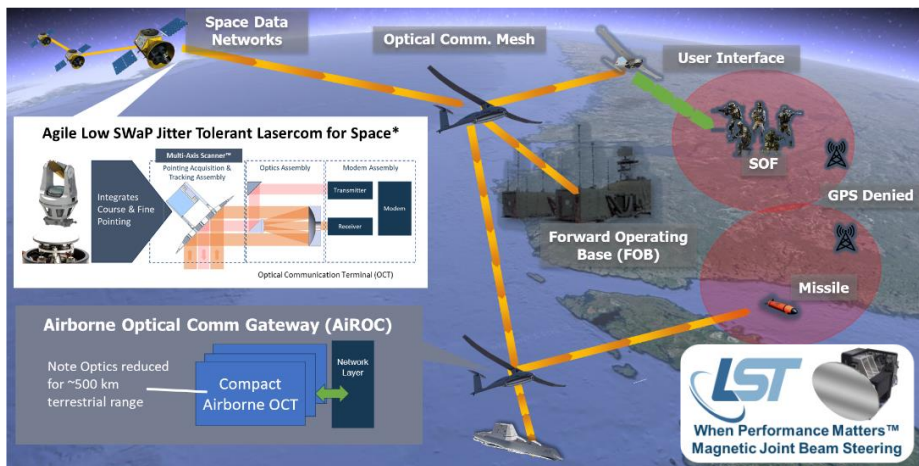 Space Data
Networks
Optical Comm. Mesh
User Interface
Agile Low SWaP Jitter Tolerant Lasercom for Space*
Multi-Axis Scanner™
Pointing Acquisition &
Tracking Assembly
Optics Assembly
Modem Assembly
Integrates
Course & Fine
Pointing
Transmitter
Modem
Receiver
Optical Communication Terminal (OCT)
SOF
GPS Denied
Forward Operating
Base (FOB)
Missile
Airborne Optical Comm Gateway (AiROC)
Note Optics reduced
for ~500 km
terrestrial range
Compact
Airborne OCT
Network
Layer
LST
When Performance Matters™
Magnetic Joint Beam Steering